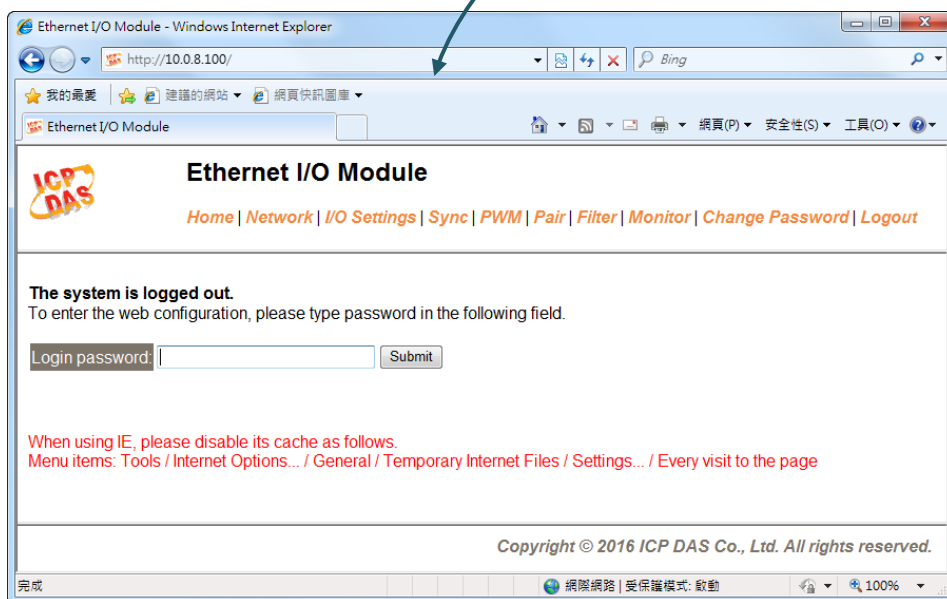 Ethernet I/O Module - Windows Internet Explorer
http://10.0.8.100/
Bing
我的最愛
建議的網站
網頁快訊圖庫
Ethernet I/O Module
網頁(P)
安全性(S)
工具(O)
ICP DAS
Ethernet I/O Module
Home | Network | I/O Settings | Sync | PWM | Pair | Filter | Monitor | Change Password | Logout
The system is logged out.
To enter the web configuration, please type password in the following field.
Login password:
Submit
When using IE, please disable its cache as follows.
Menu items: Tools / Internet Options... / General / Temporary Internet Files / Settings... / Every visit to the page
Copyright © 2016 ICP DAS Co., Ltd. All rights reserved.
完成
網際網路 | 受保護模式: 啟動
100%